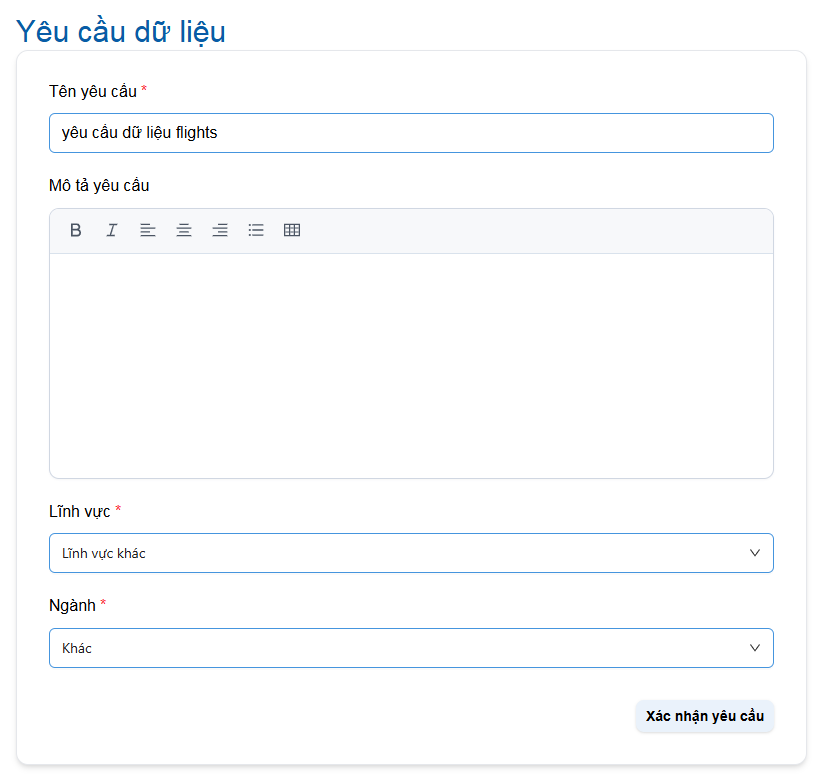 Yêu cầu dữ liệu
Tên yêu cầu *
yêu cầu dữ liệu flights
Mô tả yêu cầu
B I
Lĩnh vực *
Lĩnh vực khác
Ngành *
Khác
Xác nhận yêu cầu